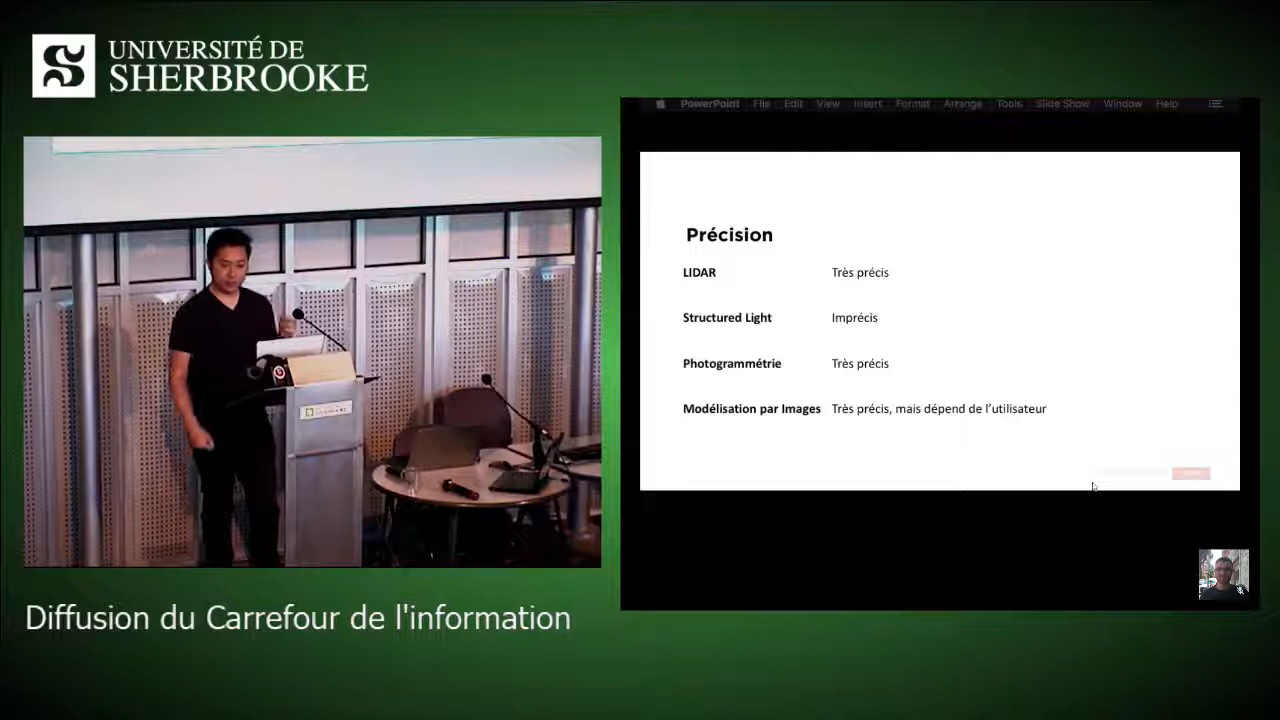 UNIVERSITÉ DE
SHERBROOKE
PowerPoint File Edit View Insert Format Arrange Tools Slide Show Window Help
Précision
LIDAR Très précis
Structured Light Imprécis
Photogrammétrie Très précis
Modélisation par Images Très précis, mais dépend de l’utilisateur
Diffusion du Carrefour de l'information